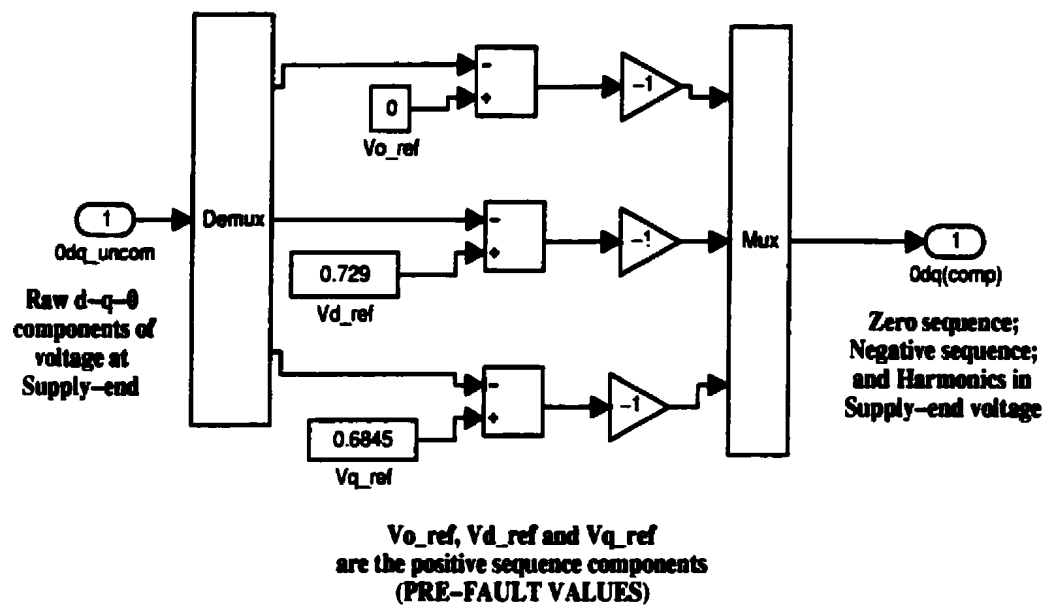 -
+
0
Vo_ref
-1
1
0dq_uncom
Raw d-q-0
components of
voltage at
Supply-end
Demux
-
+
0.729
Vd_ref
-1
Mux
1
0dq(comp)
Zero sequence;
Negative sequence;
and Harmonics in
Supply-end voltage
-
+
0.6845
Vq_ref
-1
Vo_ref, Vd_ref and Vq_ref
are the positive sequence components
(PRE-FAULT VALUES)